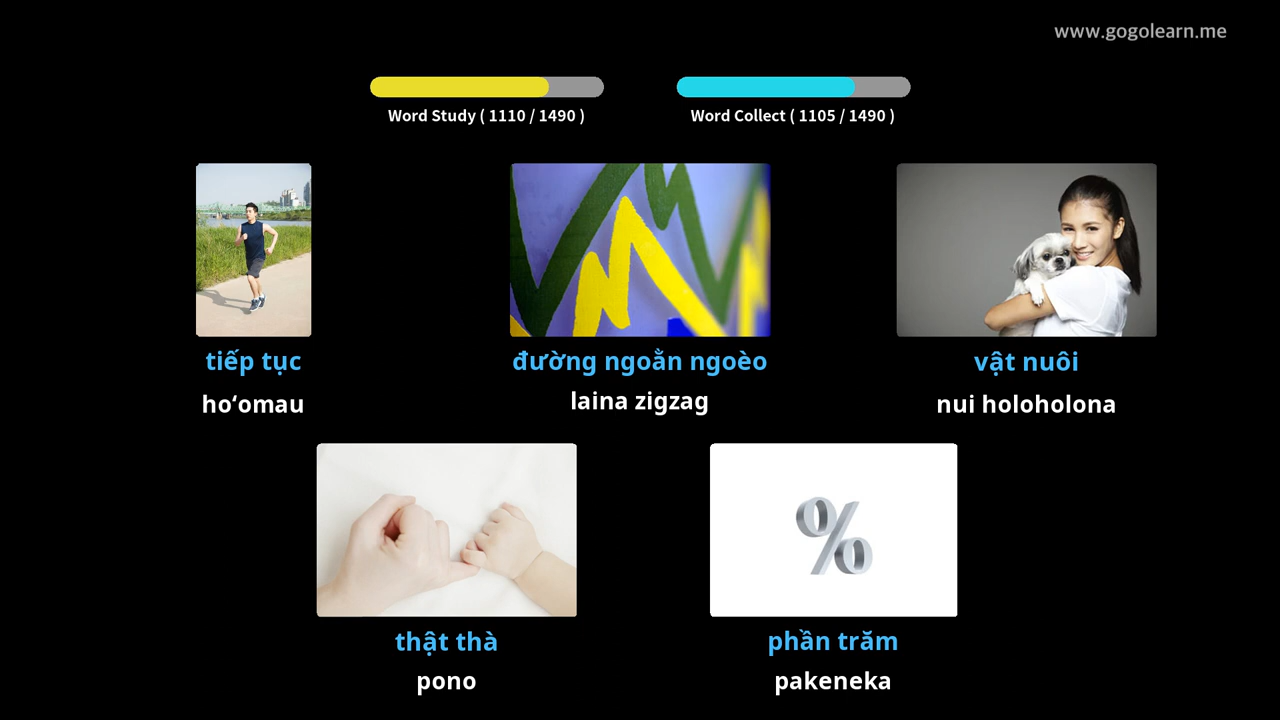 www.gogolearn.me
Word Study ( 1110 / 1490 )
Word Collect ( 1105 / 1490 )
tiếp tục
hoʻomau
đường ngoằn ngoèo
laina zigzag
vật nuôi
nui holoholona
thật thà
pono
%
phần trăm
pakeneka